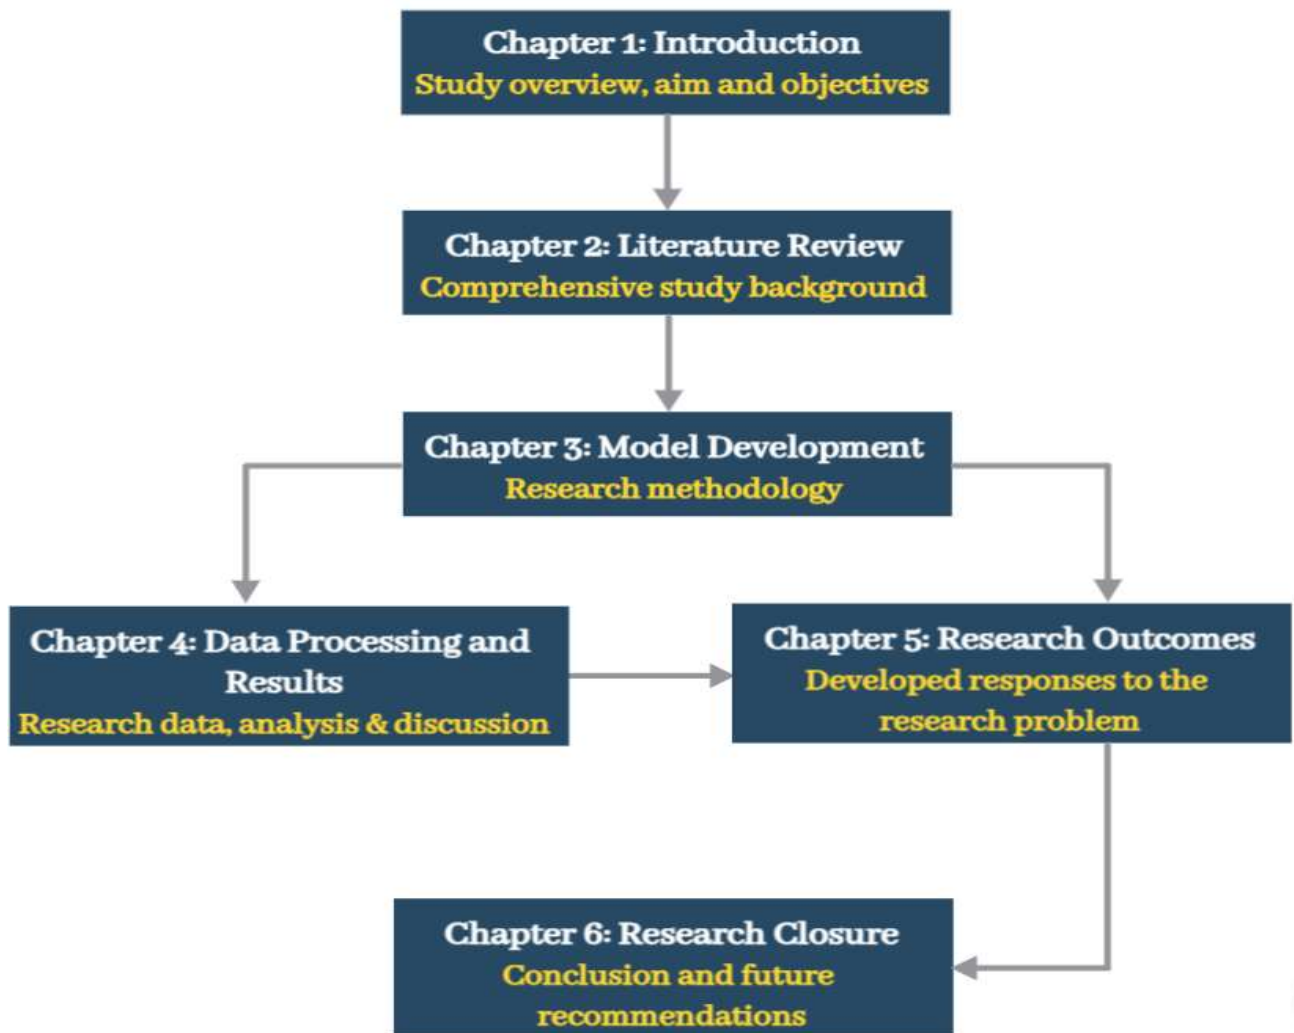 Chapter 1: Introduction
Study overview, aim and objectives
Chapter 2: Literature Review
Comprehensive study background
Chapter 3: Model Development
Research methodology
Chapter 4: Data Processing and
Results
Research data, analysis & discussion
Chapter 5: Research Outcomes
Developed responses to the
research problem
Chapter 6: Research Closure
Conclusion and future
recommendations